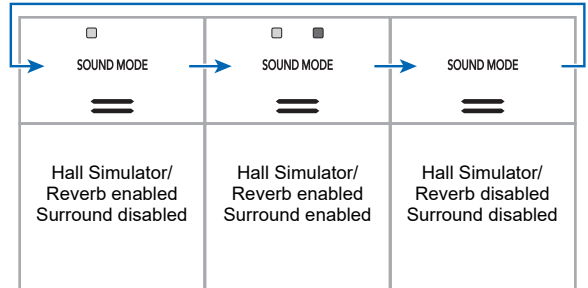 SOUND MODE
SOUND MODE
SOUND MODE
Hall Simulator/
Reverb enabled
Surround disabled
Hall Simulator/
Reverb enabled
Surround enabled
Hall Simulator/
Reverb disabled
Surround disabled